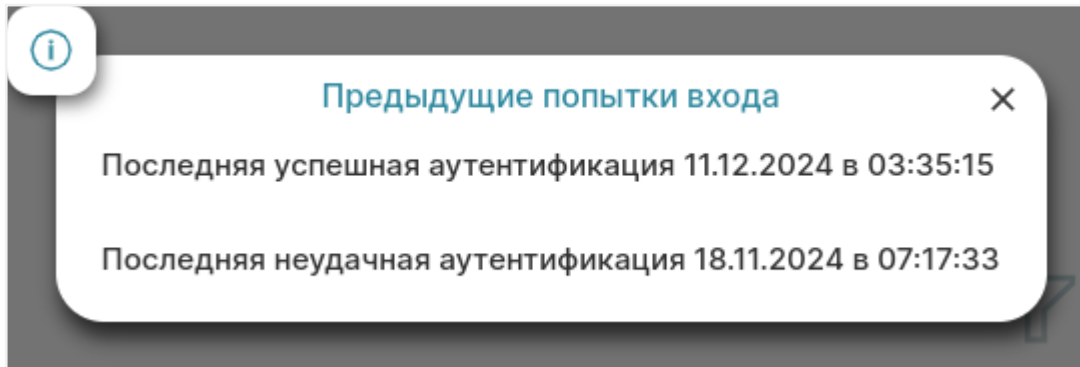 Предыдущие попытки входа
Последняя успешная аутентификация 11.12.2024 в 03:35:15
Последняя неудачная аутентификация 18.11.2024 в 07:17:33